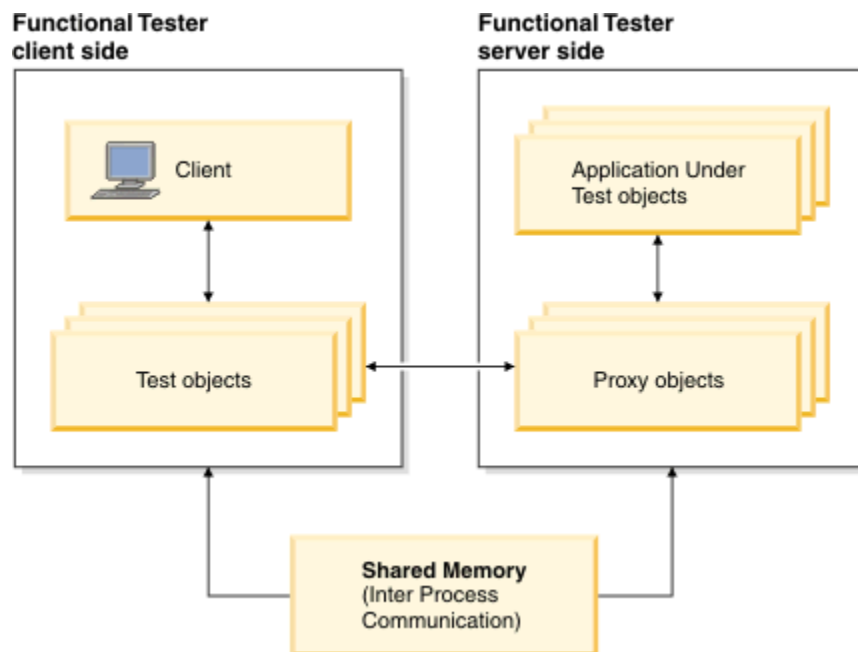 Functional Tester
client side
Functional Tester
server side
Client
Application Under
Test objects
Test objects
Proxy objects
Shared Memory
(Inter Process
Communication)